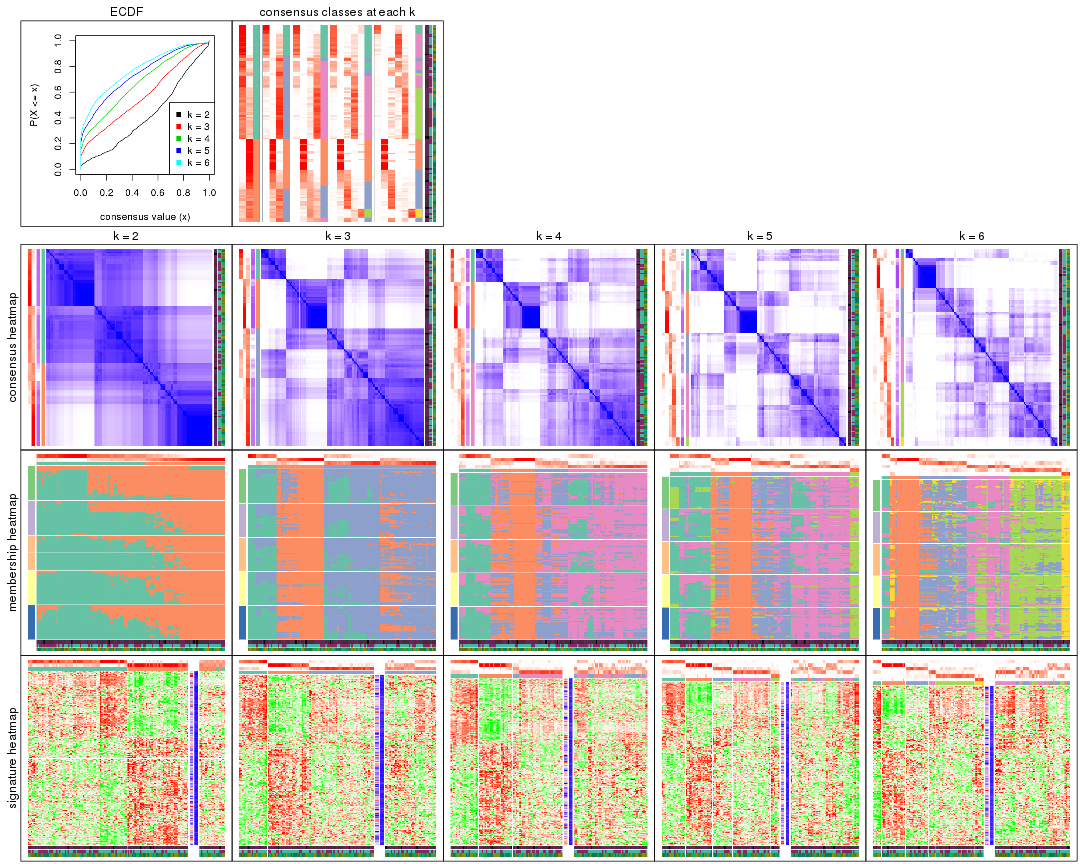 ECDF
consensus classes at each k
P(X <= x)
0.0 0.2 0.4 0.6 0.8 1.0
k = 2
k = 3
k = 4
k = 5
k = 6
0.0 0.2 0.4 0.6 0.8 1.0
consensus value (x)
k = 2
k = 3
k = 4
k = 5
k = 6
consensus heatmap
membership heatmap
signature heatmap